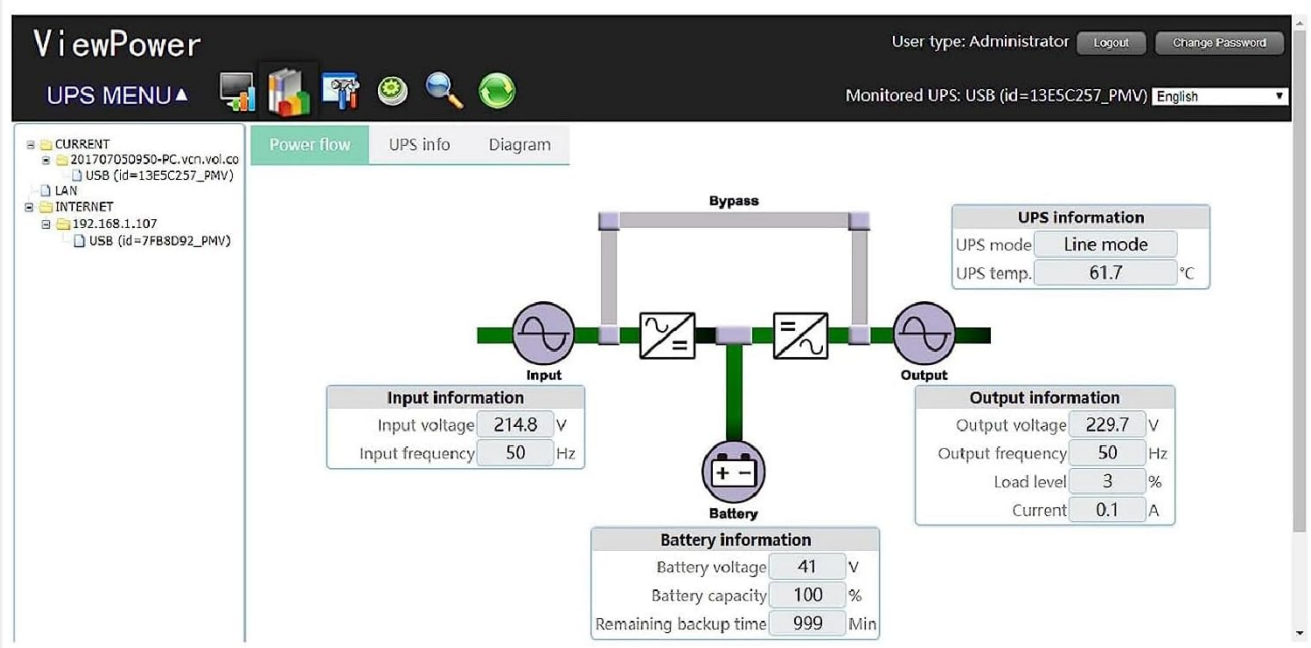 ViewPower
User type: Administrator Logout Change Password
UPS MENU▲
Monitored UPS: USB (id=13E5C257_PMV) English
CURRENT
201707050950-PC.vcn.vol.co
USB (id=13E5C257_PMV)
LAN
INTERNET
192.168.1.107
USB (id=7FB8D92_PMV)
Power flow UPS info Diagram
Bypass
UPS information
UPS mode Line mode
UPS temp. 61.7 °C
Input
Output
Input information
Input voltage 214.8 V
Input frequency 50 Hz
Output information
Output voltage 229.7 V
Output frequency 50 Hz
Load level 3 %
Current 0.1 A
Battery
Battery information
Battery voltage 41 V
Battery capacity 100 %
Remaining backup time 999 Min